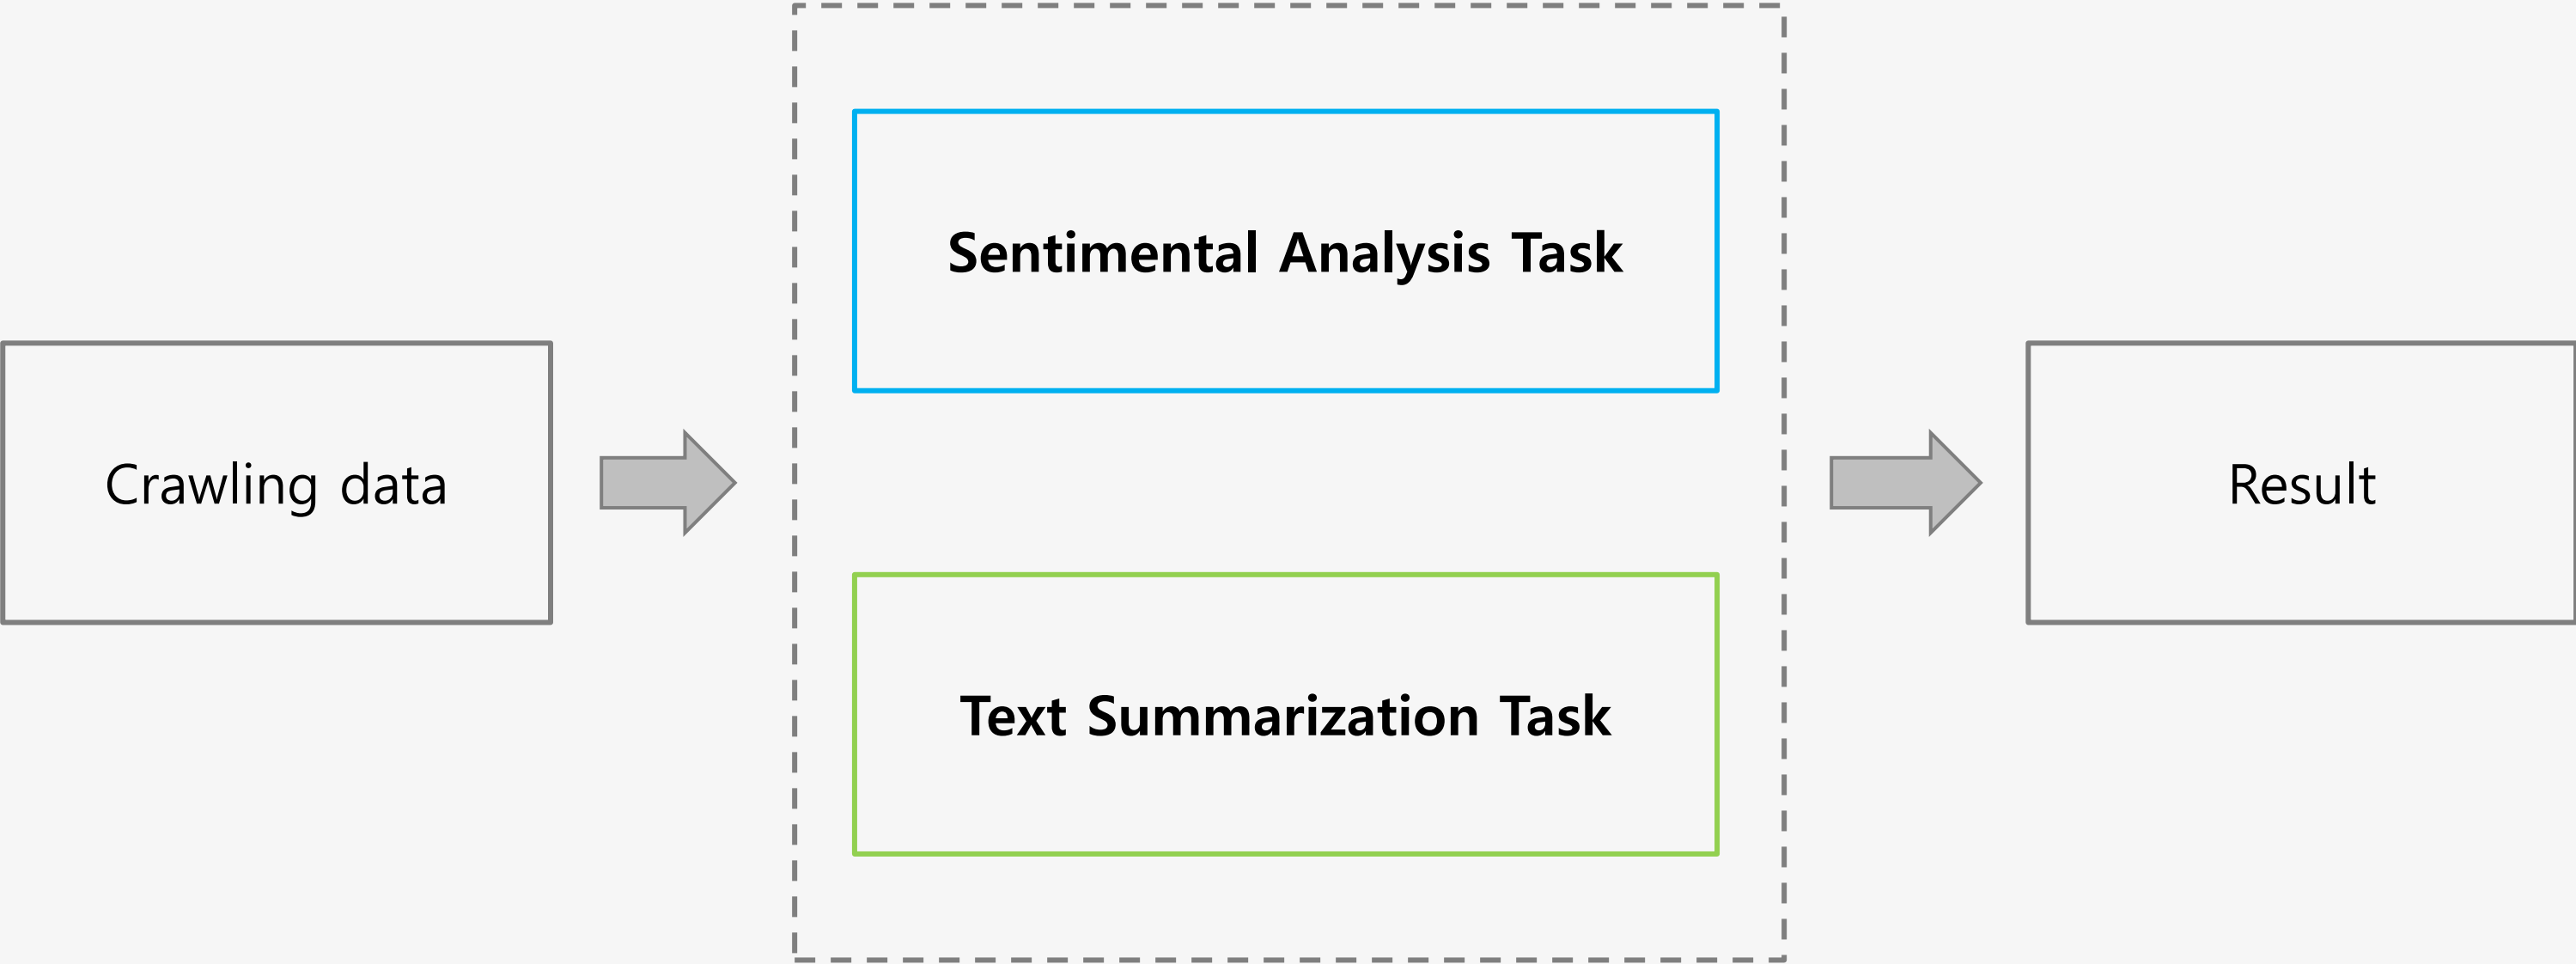 Crawling data
Sentimental Analysis Task
Text Summarization Task
Result